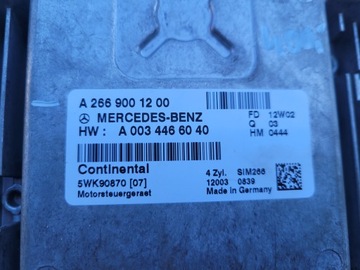 A 266 900 12 00
MERCEDES-BENZ
HW : A 003 446 60 40
FD 12W02
Q 03
HM 0444
Continental
5WK90870 [07]
Motorsteuergeraet
4 Zyl. SIM266
12003 0839
Made in Germany